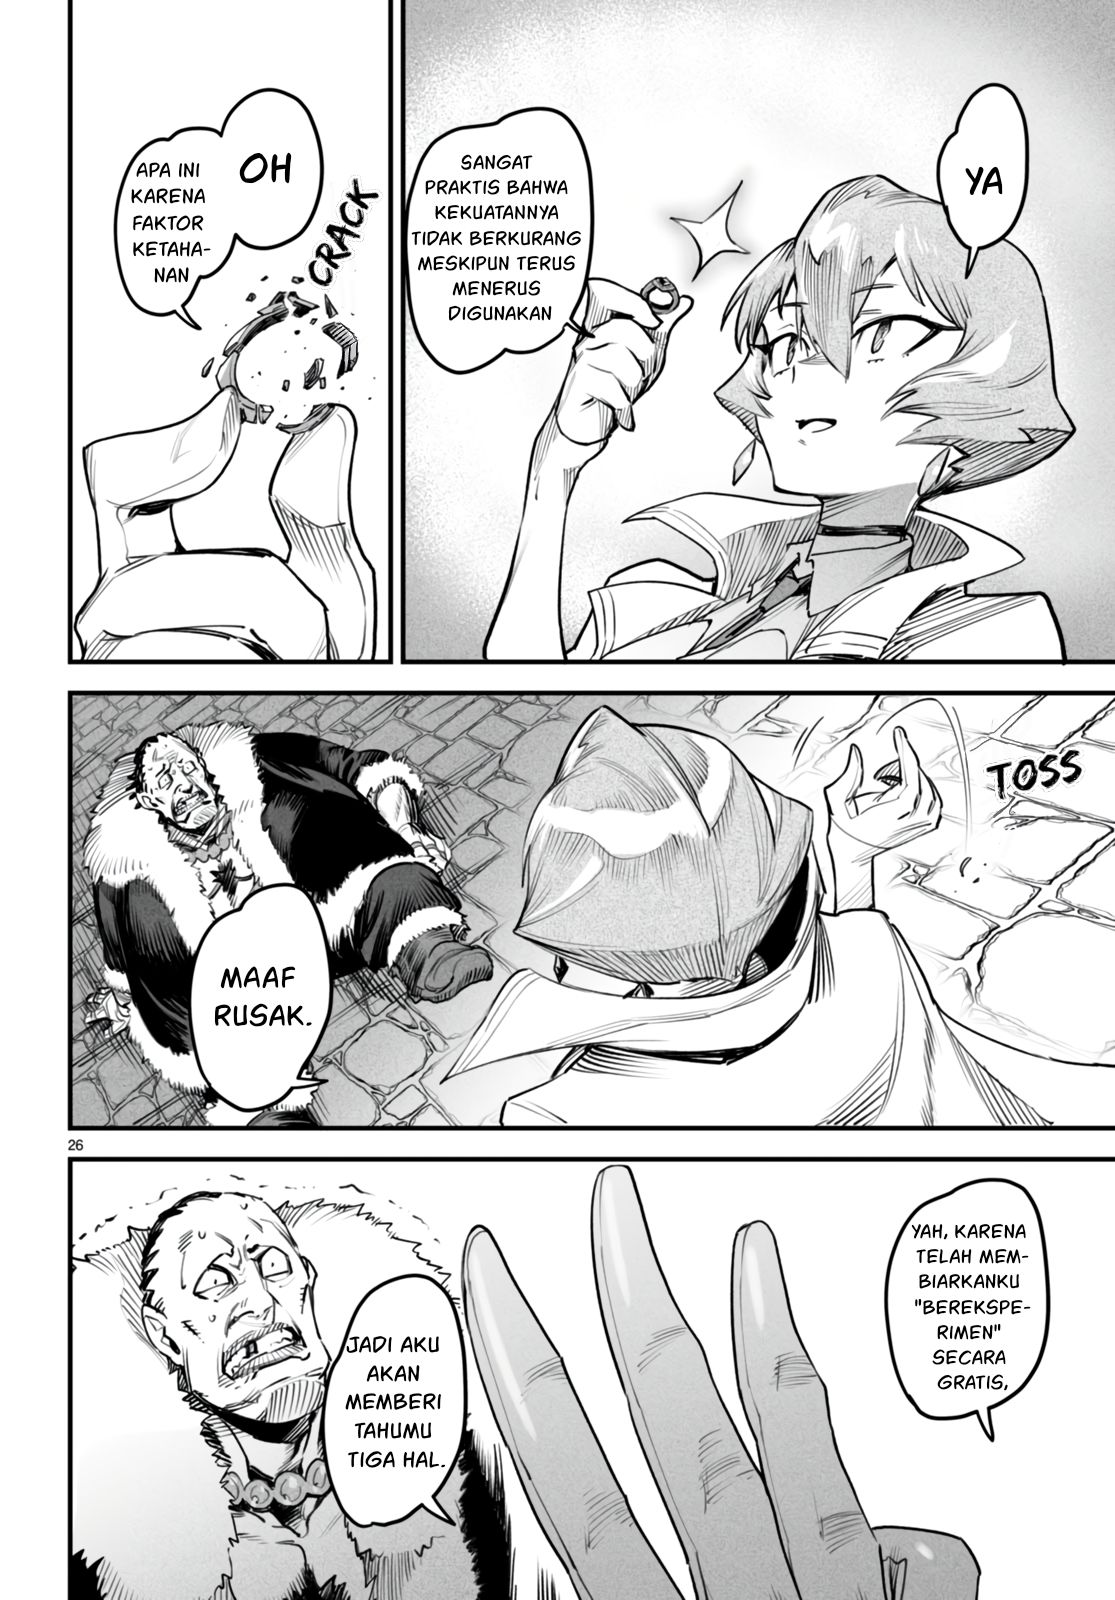 YA
SANGAT
PRAKTIS BAHWA
KEKUATANNYA
TIDAK BERKURANG
MESKIPUN TERUS
MENERUS
DIGUNAKAN
OH
APA INI
KARENA
FAKTOR
KETAHA-
NAN
CRACK
TOSS
MAAF
RUSAK.
26
YAH, KARENA
TELAH MEM-
BIARKANKU
"BEREKSPE-
RIMEN"
SECARA
GRATIS,
JADI AKU
AKAN
MEMBERI
TAHUMU
TIGA HAL.